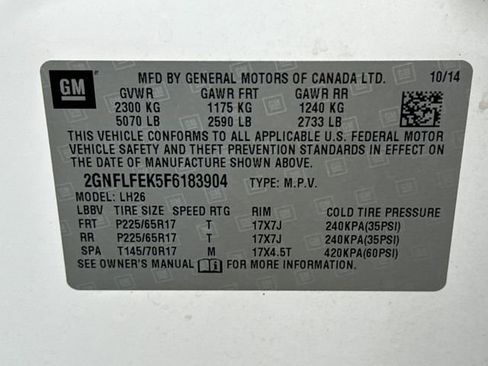 GM
MFD BY GENERAL MOTORS OF CANADA LTD. 10/14
GVWR GAWR FRT GAWR RR
2300 KG 1175 KG 1240 KG
5070 LB 2590 LB 2733 LB
THIS VEHICLE CONFORMS TO ALL APPLICABLE U.S. FEDERAL MOTOR
VEHICLE SAFETY AND THEFT PREVENTION STANDARDS IN EFFECT ON
THE DATE OF MANUFACTURE SHOWN ABOVE.
2GNFLFEK5F6183904 TYPE: M.P.V.
MODEL: LH26
LBBV TIRE SIZE SPEED RTG RIM COLD TIRE PRESSURE
FRT P225/65R17 T 17X7J 240KPA(35PSI)
RR P225/65R17 T 17X7J 240KPA(35PSI)
SPA T145/70R17 M 17X4.5T 420KPA(60PSI)
SEE OWNER'S MANUAL FOR MORE INFORMATION.